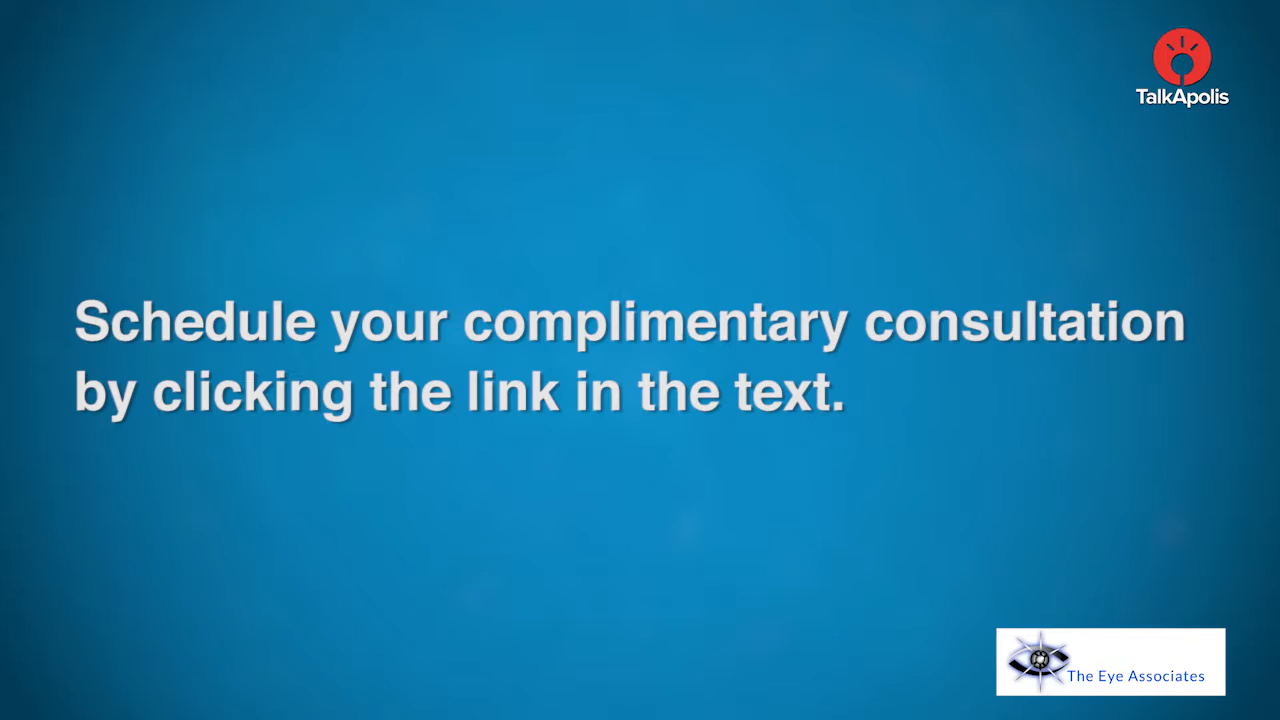 TalkApolis
Schedule your complimentary consultation
by clicking the link in the text.
The Eye Associates